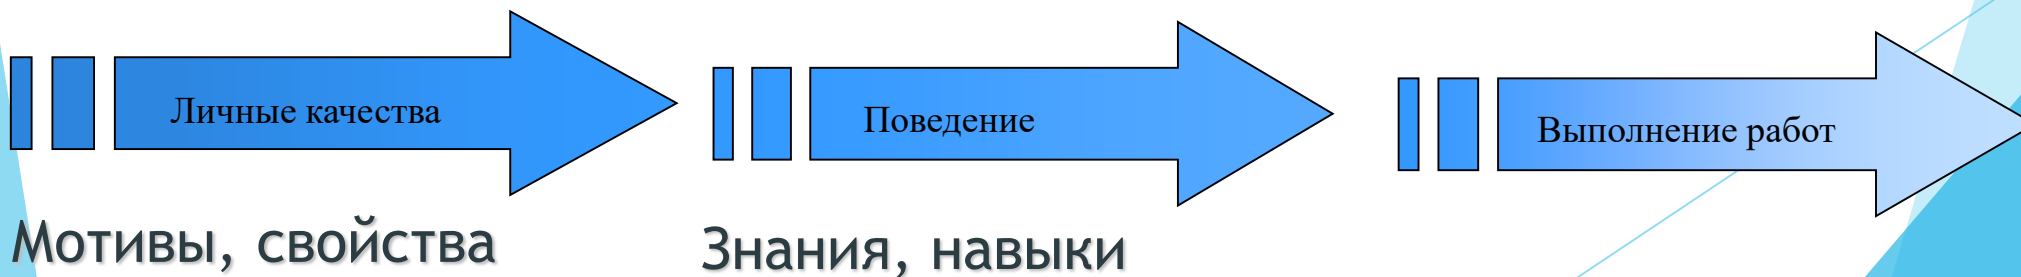 Личные качества
Поведение
Выполнение работ
Мотивы, свойства
Знания, навыки